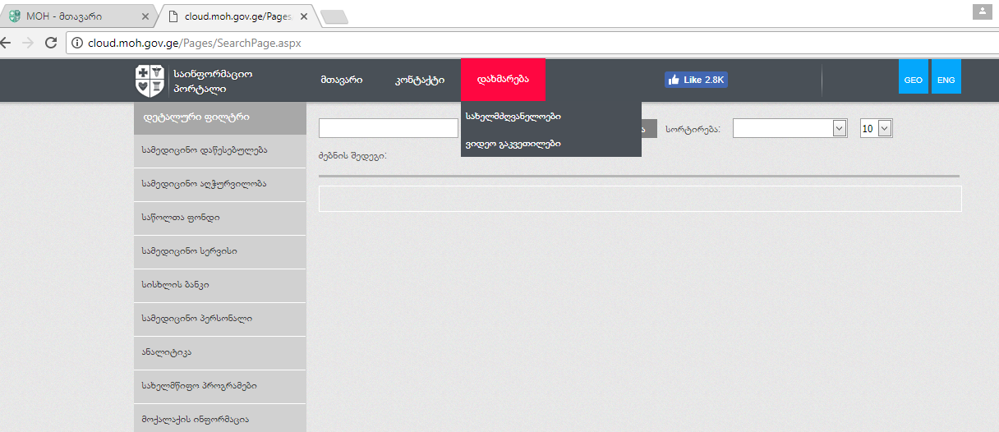 MOH - მთავარი
cloud.moh.gov.ge/Pages
cloud.moh.gov.ge/Pages/SearchPage.aspx
საინფორმაციო
პორტალი
მთავარი
კონტაქტი
დახმარება
Like 2.8K
GEO
ENG
სახელმძღვანელოები
ვიდეო გაკვეთილები
დეტალური ფილტრი
სამედიცინო დაწესებულება
სამედიცინო აღჭურვილობა
საწოლთა ფონდი
სამედიცინო სერვისი
სისხლის ბანკი
სამედიცინო პერსონალი
ანალიტიკა
სახელმწიფო პროგრამები
მოქალაქის ინფორმაცია
სორტირება:
10
ძებნის შედეგი: